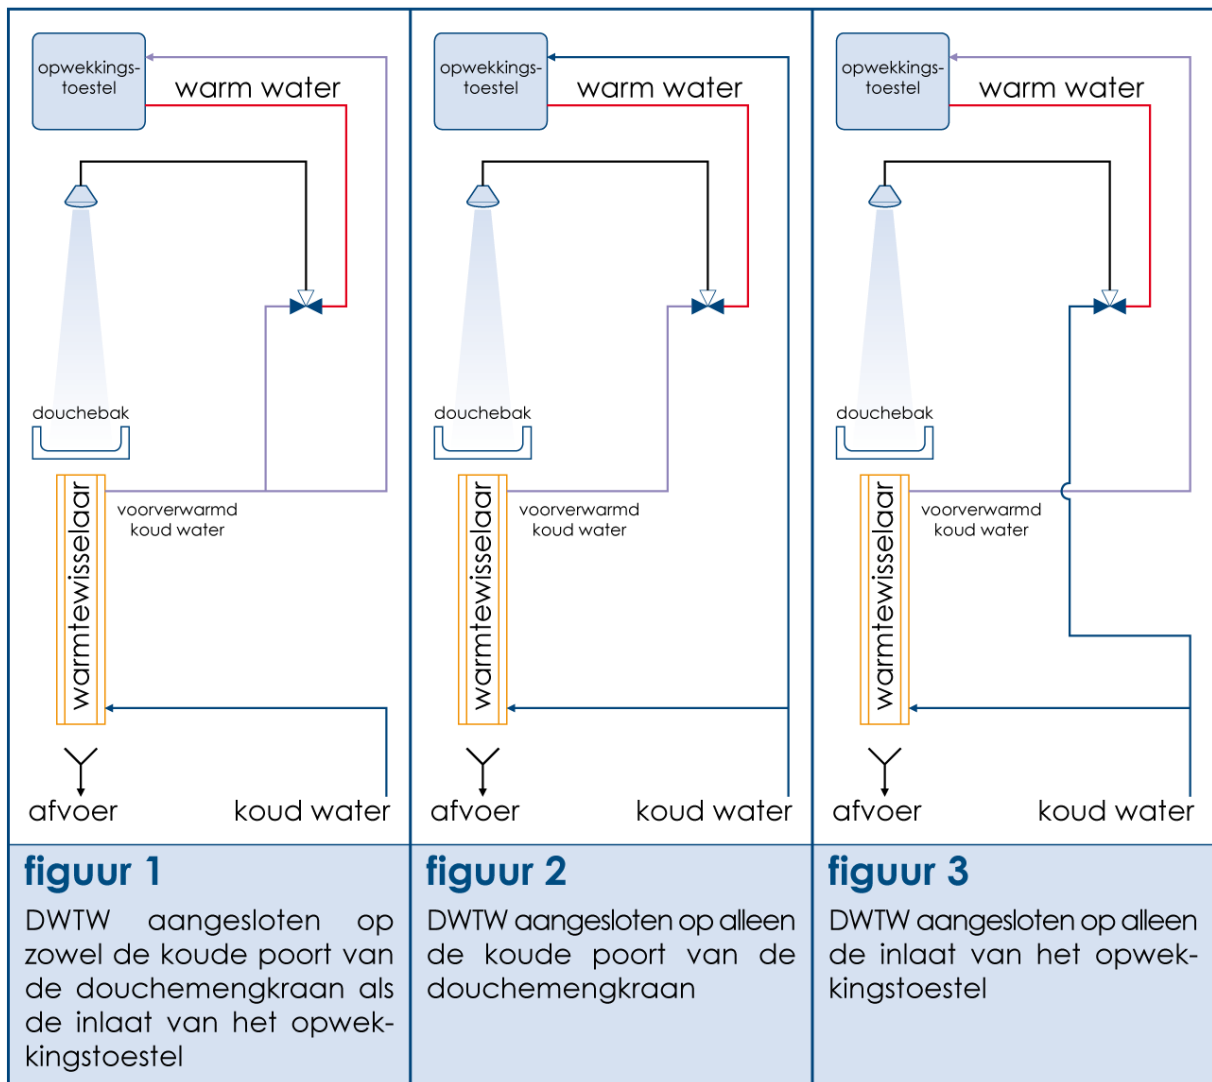 opwekkings-
toestel
warm water
douchebak
warmtewisselaar
voorverwarmd
koud water
afvoer
koud water
figuur 1
DWTW aangesloten op
zowel de koude poort van
de douchemengkraan als
de inlaat van het opwek-
kingstoestel
opwekkings-
toestel
warm water
douchebak
warmtewisselaar
voorverwarmd
koud water
afvoer
koud water
figuur 2
DWTW aangesloten op alleen
de koude poort van de
douchemengkraan
opwekkings-
toestel
warm water
douchebak
warmtewisselaar
voorverwarmd
koud water
afvoer
koud water
figuur 3
DWTW aangesloten op alleen
de inlaat van het opwek-
kingstoestel